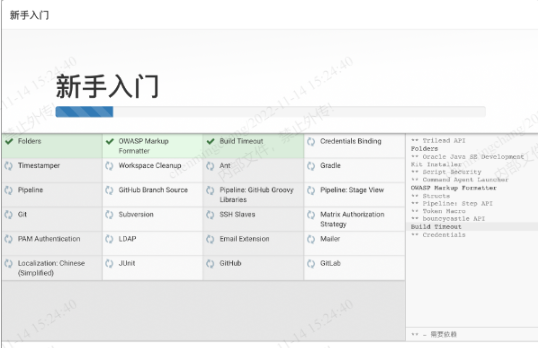 新手入门
新手入门
Folders
OWASP Markup
Formatter
Build Timeout
Credentials Binding
Timestamper
Workspace Cleanup
Ant
Gradle
Pipeline
GitHub Branch Source
Pipeline: GitHub Groovy
Libraries
Pipeline: Stage View
Git
Subversion
SSH Slaves
Matrix Authorization
Strategy
PAM Authentication
LDAP
Email Extension
Mailer
Localization: Chinese
(Simplified)
JUnit
GitHub
GitLab
** Trilead API
Folders
** Oracle Java SE Development
Kit Installer
** Script Security
** Command Agent Launcher
OWASP Markup Formatter
** Structs
** Pipeline: Step API
** Token Macro
** bouncycastle API
Build Timeout
** Credentials
** - 需要依赖